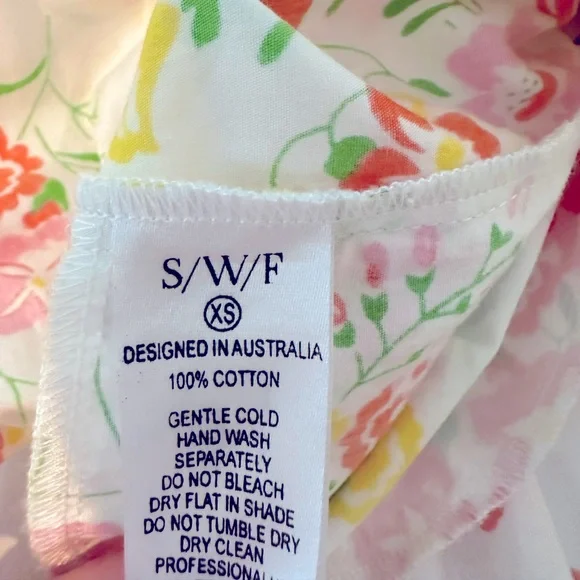 S/W/F
XS
DESIGNED IN AUSTRALIA
100% COTTON
GENTLE COLD
HAND WASH
SEPARATELY
DO NOT BLEACH
DRY FLAT IN SHADE
DO NOT TUMBLE DRY
DRY CLEAN